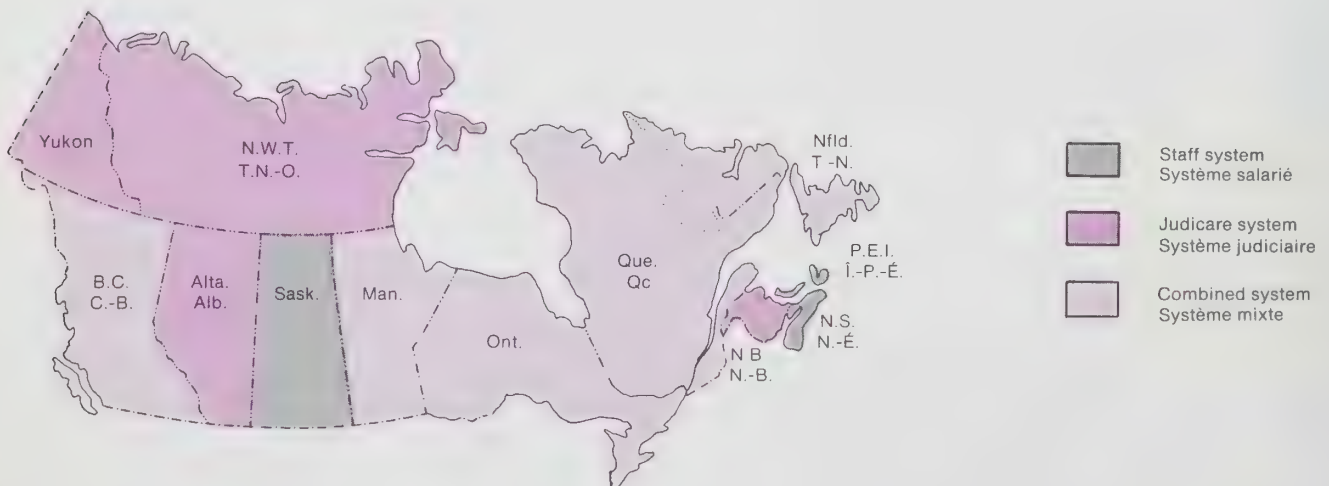 Yukon
N.W.T.
T.N.-O.
B.C.
C.-B.
Alta.
Alb.
Sask.
Man.
Ont.
Que.
Qc
Nfld.
T -N.
P.E.I.
Î.-P.-É.
N.S.
N.-É.
N B
N.-B.
Staff system
Système salarié
Judicare system
Système judiciaire
Combined system
Système mixte